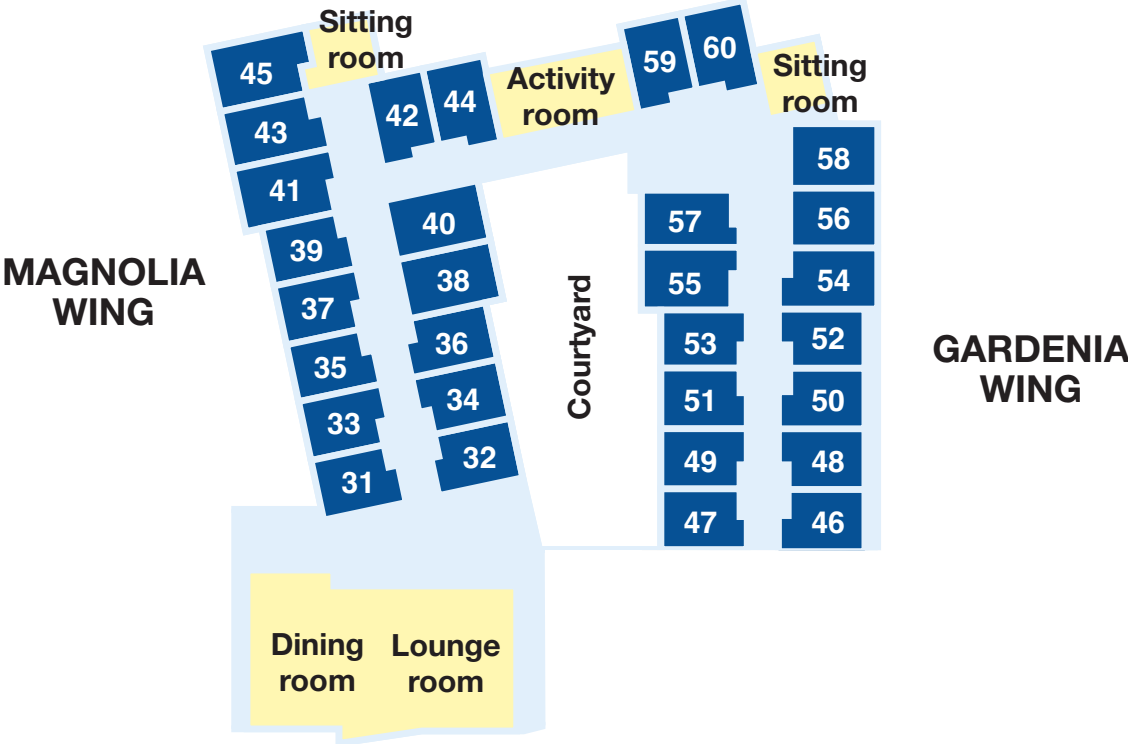 Sitting
room
45
43
41
39
37
35
33
31
42
44
40
38
36
34
32
MAGNOLIA
WING
Activity
room
59
60
Sitting
room
Courtyard
57
55
53
51
49
47
58
56
54
52
50
48
46
GARDENIA
WING
Dining
room
Lounge
room